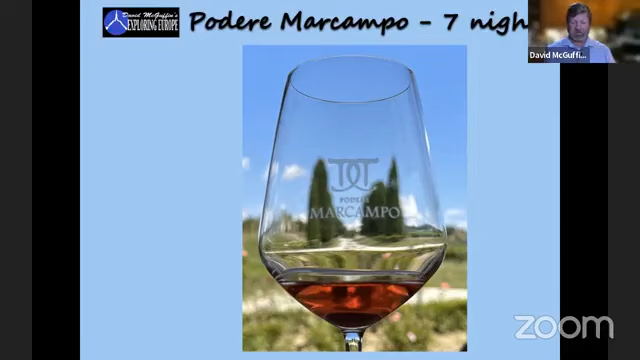 David McGuffin's
EXPLORING EUROPE
Podere Marcampo - 7 nigh
David McGuffi...
PODERE
MARCAMPO
zoom